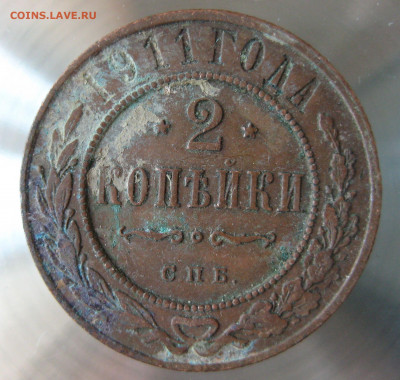 COINS.LAVE.RU
1911 ГОДА
* 2 *
КОПѢЙКИ
СПБ.